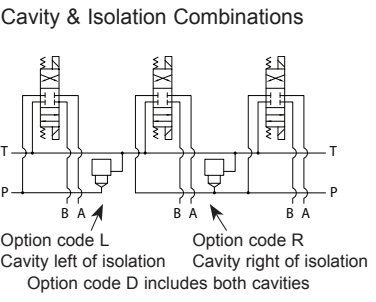 Cavity & Isolation Combinations
T T
P P
B A B A B A
Option code L Option code R
Cavity left of isolation Cavity right of isolation
Option code D includes both cavities